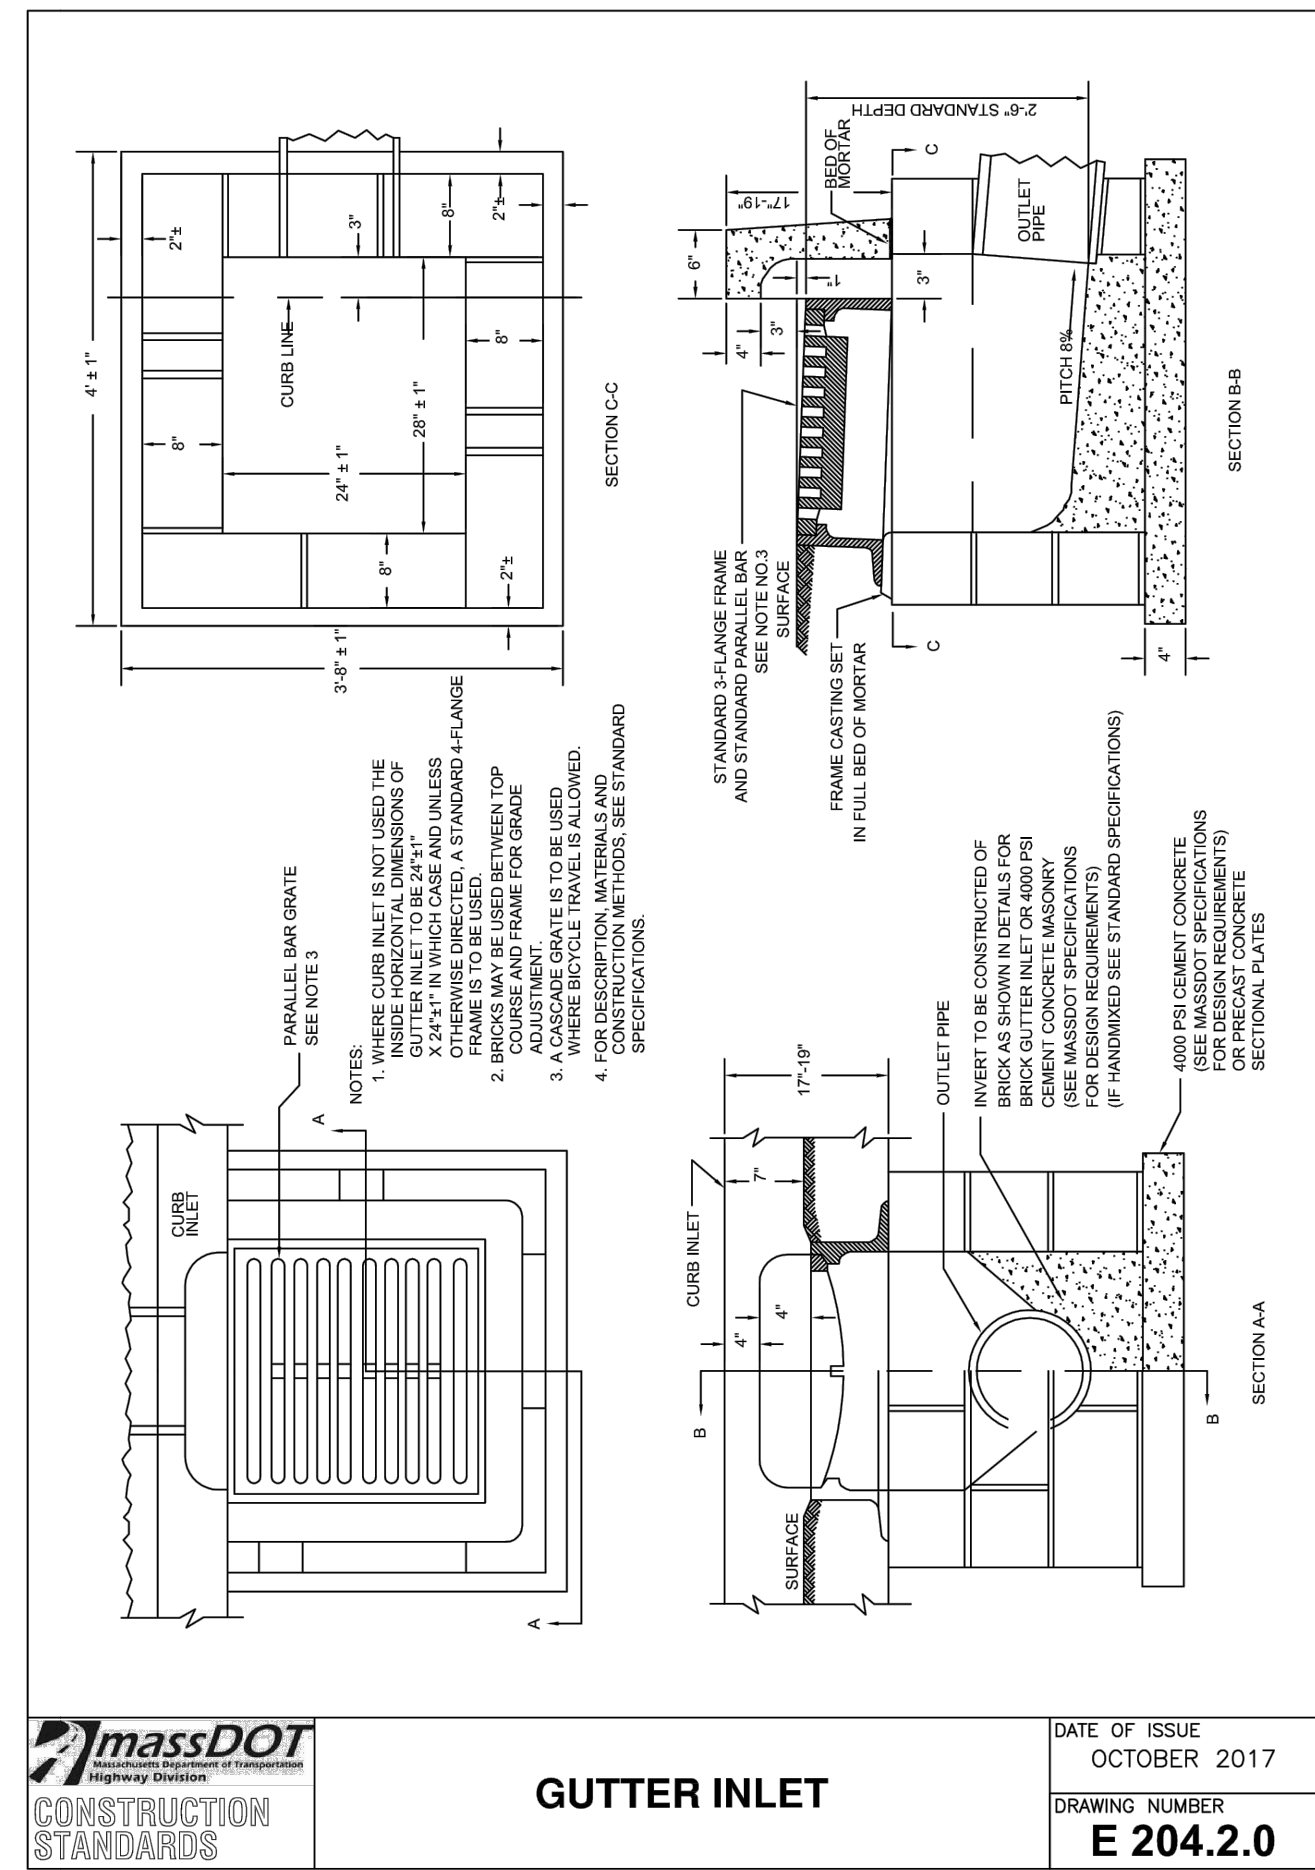 PARALLEL BAR GRATE
SEE NOTE 3
CURB
INLET
A
A
NOTES:
1. WHERE CURB INLET IS NOT USED THE
INSIDE HORIZONTAL DIMENSIONS OF
GUTTER INLET TO BE 24"±1"
X 24"±1" IN WHICH CASE AND UNLESS
OTHERWISE DIRECTED, A STANDARD 4-FLANGE
FRAME IS TO BE USED.
2. BRICKS MAY BE USED BETWEEN TOP
COURSE AND FRAME FOR GRADE
ADJUSTMENT.
3. A CASCADE GRATE IS TO BE USED
WHERE BICYCLE TRAVEL IS ALLOWED.
4. FOR DESCRIPTION, MATERIALS AND
CONSTRUCTION METHODS, SEE STANDARD
SPECIFICATIONS.
4' ± 1"
3'-8" ± 1"
2"±
8"
CURB LINE
24" ± 1"
28" ± 1"
3"
8"
2"±
8"
8"
2"±
SECTION C-C
CURB INLET
17"-19"
7"
4"
4"
B
B
SURFACE
OUTLET PIPE
INVERT TO BE CONSTRUCTED OF
BRICK AS SHOWN IN DETAILS FOR
BRICK GUTTER INLET OR 4000 PSI
CEMENT CONCRETE MASONRY
(SEE MASSDOT SPECIFICATIONS
FOR DESIGN REQUIREMENTS)
(IF HANDMIXED SEE STANDARD SPECIFICATIONS)
4000 PSI CEMENT CONCRETE
(SEE MASSDOT SPECIFICATIONS
FOR DESIGN REQUIREMENTS)
OR PRECAST CONCRETE
SECTIONAL PLATES
SECTION A-A
STANDARD 3-FLANGE FRAME
AND STANDARD PARALLEL BAR
SEE NOTE NO.3
SURFACE
FRAME CASTING SET
IN FULL BED OF MORTAR
6"
4"
3"
1"
17"-19"
BED OF
MORTAR
2'-6" STANDARD DEPTH
C
C
3"
OUTLET
PIPE
PITCH 8%
4"
SECTION B-B
massDOT
Massachusetts Department of Transportation
Highway Division
CONSTRUCTION
STANDARDS
GUTTER INLET
DATE OF ISSUE
OCTOBER 2017
DRAWING NUMBER
E 204.2.0